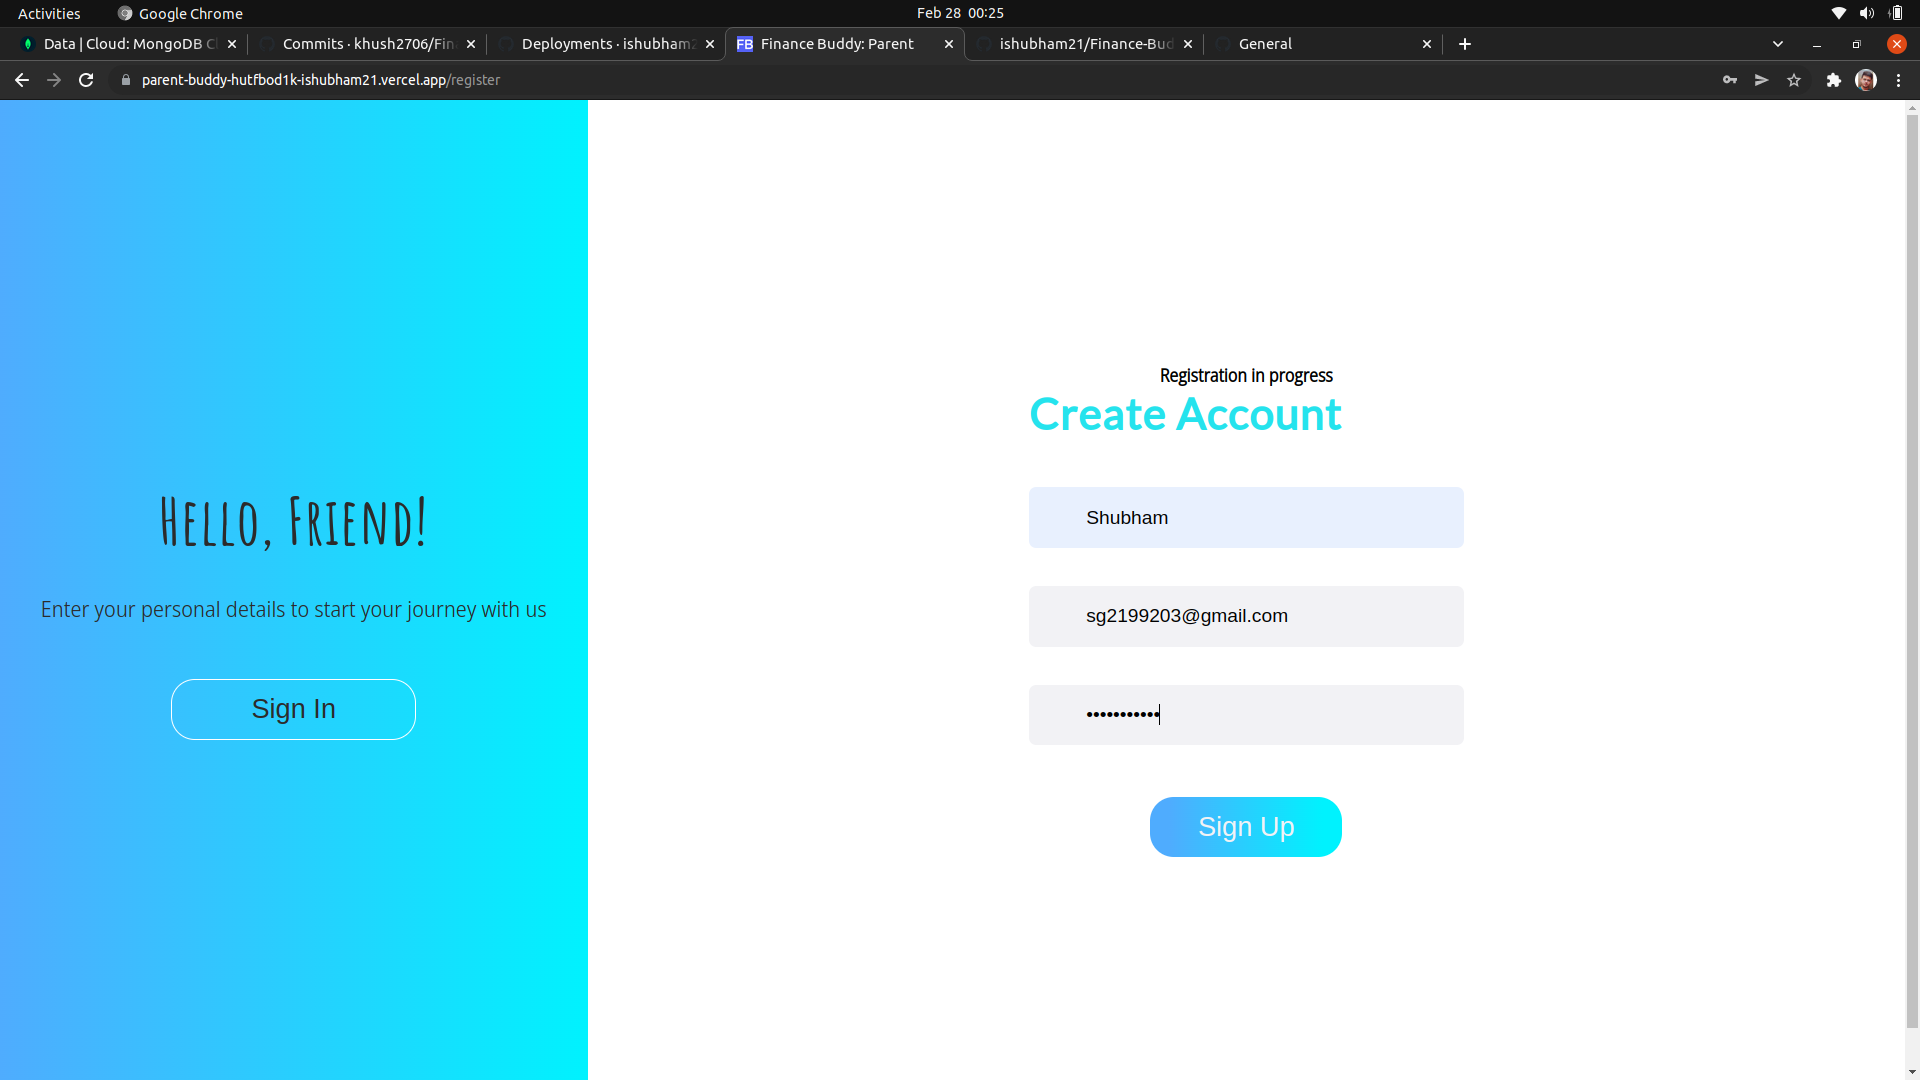 Activities
Google Chrome
Feb 28 00:25
Data | Cloud: MongoDB C
Commits · khush2706/Fin
Deployments · ishubham2
FB Finance Buddy: Parent
ishubham21/Finance-Bud
General
parent-buddy-hutfbod1k-ishubham21.vercel.app/register
Hello, Friend!
Enter your personal details to start your journey with us
Sign In
Registration in progress
Create Account
Shubham
sg2199203@gmail.com
•••••••••••
Sign Up